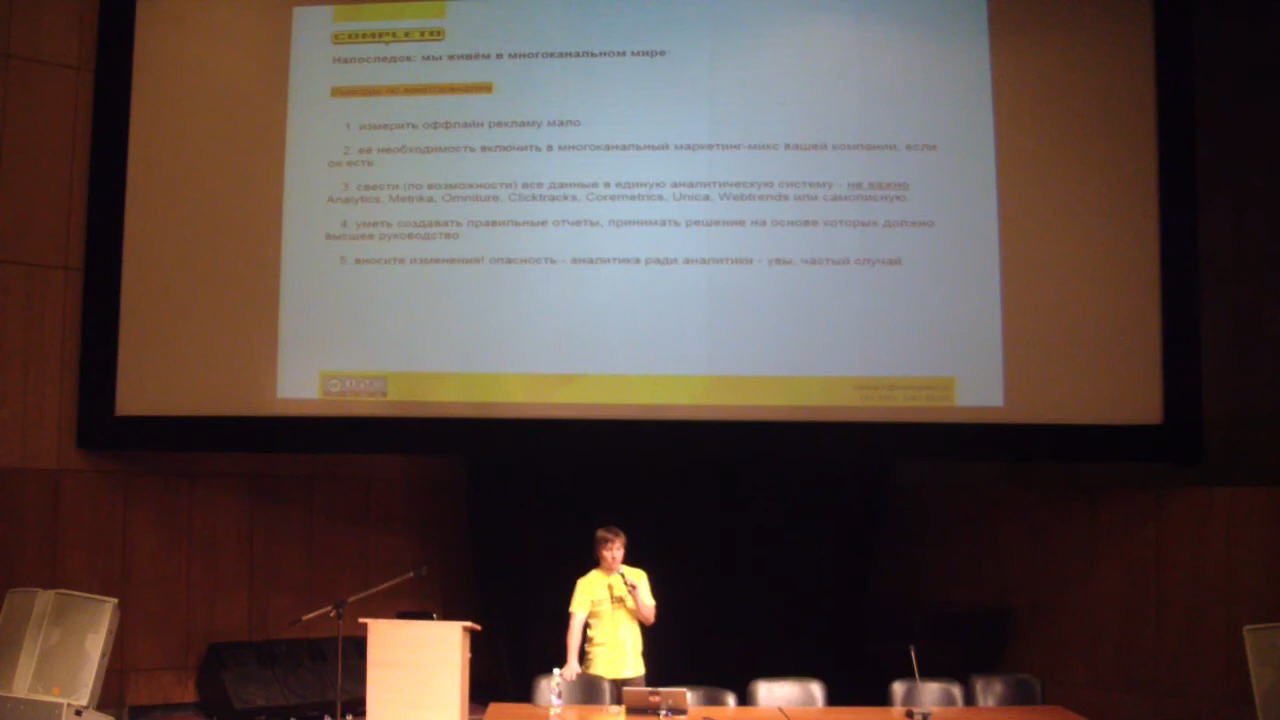 COMPLETO
Напоследок: мы живём в многоканальном мире
1. измерить оффлайн рекламу мало
2. её необходимость включить в многоканальный маркетинг-микс вашей компании, если
он есть
3. свести (по возможности) все данные в единую аналитическую систему - не важно
Analytics, Metrika, Omniture, Clicktracks, Coremetrics, Unica, Webtrends или самописную.
4. уметь создавать правильные отчеты, принимать решение на основе которых должно
высшее руководство
5. вносите изменения! опасность - аналитика ради аналитики - увы, частый случай